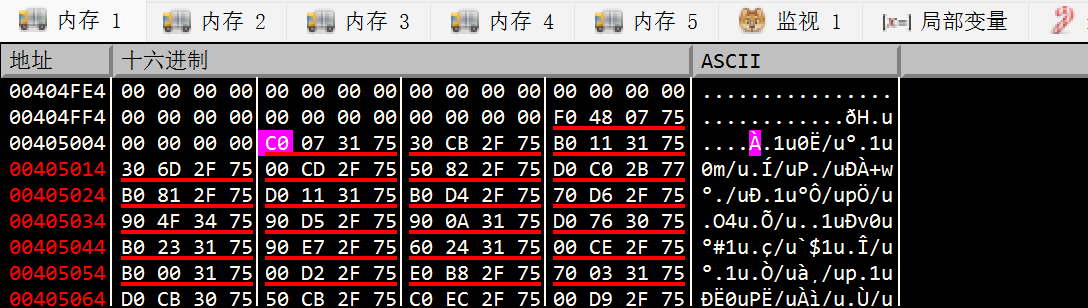 内存 1 内存 2 内存 3 内存 4 内存 5 监视 1 |x=| 局部变量
地址 十六进制 ASCII
00404FE4 00 00 00 00 00 00 00 00 00 00 00 00 00 00 00 00 ................
00404FF4 00 00 00 00 00 00 00 00 00 00 00 00 F0 48 07 75 ............ðH.u
00405004 00 00 00 00 C0 07 31 75 30 CB 2F 75 B0 11 31 75 ....À.1u0Ë/u°.1u
00405014 30 6D 2F 75 00 CD 2F 75 50 82 2F 75 D0 C0 2B 77 0m/u.Í/uP./uÐÀ+w
00405024 B0 81 2F 75 D0 11 31 75 B0 D4 2F 75 70 D6 2F 75 °./uÐ.1u°Ô/upÖ/u
00405034 90 4F 34 75 90 D5 2F 75 90 0A 31 75 D0 76 30 75 .O4u.Õ/u..1uÐv0u
00405044 B0 23 31 75 90 E7 2F 75 60 24 31 75 00 CE 2F 75 °#1u.ç/u`$1u.Î/u
00405054 B0 00 31 75 00 D2 2F 75 E0 B8 2F 75 70 03 31 75 °.1u.Ò/uà¸/up.1u
00405064 D0 CB 30 75 50 CB 2F 75 C0 EC 2F 75 00 D9 2F 75 ÐË0uPË/uÀì/u.Ù/u